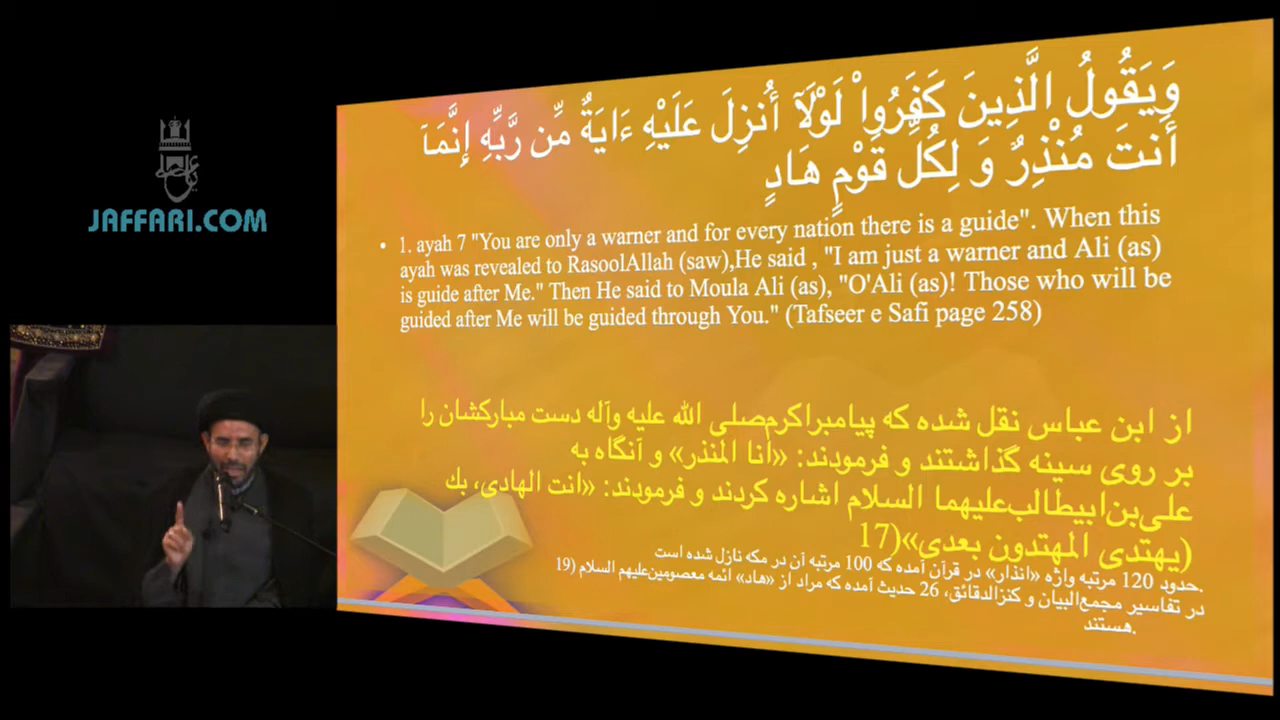 JAFFARI.COM
وَيَقُولُ الَّذِينَ كَفَرُواْ لَوْلَآ أُنزِلَ عَلَيْهِ ءَايَةٌ مِّن رَّبِّهِ إِنَّمَآ
أَنتَ مُنْذِرٌ وَ لِكُلِّ قَوْمٍ هَادٍ
• 1. ayah 7 "You are only a warner and for every nation there is a guide". When this
ayah was revealed to RasoolAllah (saw),He said , "I am just a warner and Ali (as)
is guide after Me." Then He said to Moula Ali (as), "O'Ali (as)! Those who will be
guided after Me will be guided through You." (Tafseer e Safi page 258)
از ابن عباس نقل شده که پیامبراکرم‌صلی الله علیه وآله دست مبارکشان را
بر روی سینه گذاشتند و فرمودند: «أنا المنذر» و آنگاه به
علی‌بن‌ابیطالب‌علیهما السلام اشاره کردند و فرمودند: «انت الهادی، بك
یهتدی المهتدون بعدی»(17)
حدود 120 مرتبه واژه «انذار» در قرآن آمده که 100 مرتبه آن در مکه نازل شده است.
در تفاسیر مجمع‌البیان و کنزالدقائق، 26 حدیث آمده که مراد از «هاد» ائمه معصومین‌علیهم السلام (19
هستند.